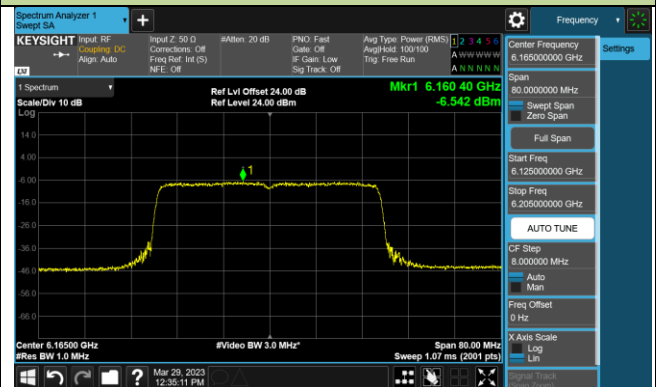 Spectrum Analyzer 1
Swept SA
Frequency
KEYSIGHT
Input: RF
Coupling: DC
Align: Auto
Input Z: 50 Ω
Corrections: Off
Freq Ref: Int (S)
NFE: Off
#Atten: 20 dB
PNO: Fast
Gate: Off
IF Gain: Low
Sig Track: Off
Avg Type: Power (RMS)
Avg|Hold: 100/100
Trig: Free Run
1 2 3 4 5 6
A W W W W W
A N N N N N
LXI
1 Spectrum
Scale/Div 10 dB
Log
Ref Lvl Offset 24.00 dB
Ref Level 24.00 dBm
Mkr1 6.160 40 GHz
-6.542 dBm
14.0
4.00
-6.00
-16.0
-26.0
-36.0
-46.0
-56.0
-66.0
1
Center 6.16500 GHz
#Res BW 1.0 MHz
#Video BW 3.0 MHz*
Span 80.00 MHz
Sweep 1.07 ms (2001 pts)
Mar 29, 2023
12:35:11 PM
Center Frequency
6.165000000 GHz
Settings
Span
80.0000000 MHz
Swept Span
Zero Span
Full Span
Start Freq
6.125000000 GHz
Stop Freq
6.205000000 GHz
AUTO TUNE
CF Step
8.000000 MHz
Auto
Man
Freq Offset
0 Hz
X Axis Scale
Log
Lin
Signal Track
(Span Zoom)